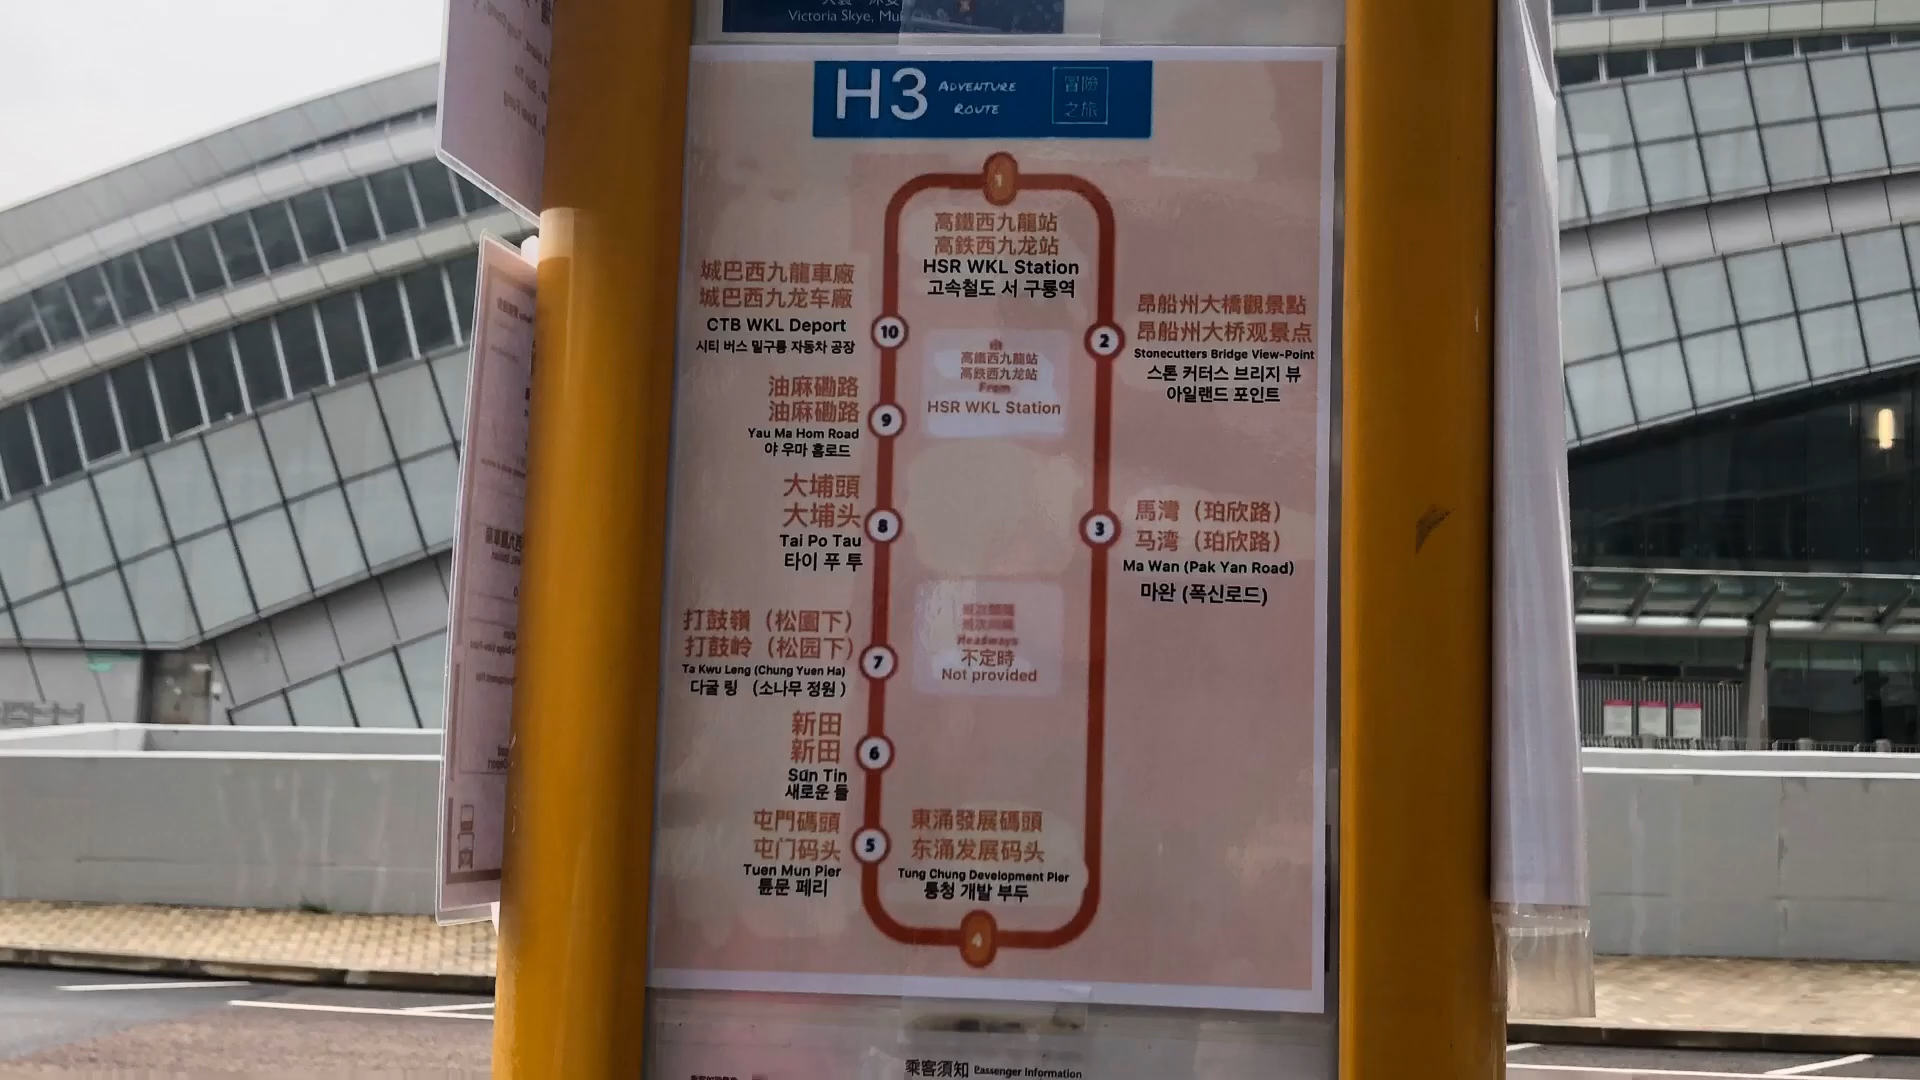 Victoria Skye, Mui
H3 ADVENTURE ROUTE 冒險之旅
1
高鐵西九龍站
高鉄西九龙站
HSR WKL Station
고속철도 서 구룡역
2
昂船州大橋觀景點
昂船州大桥观景点
Stonecutters Bridge View-Point
스톤 커터스 브리지 뷰
아일랜드 포인트
3
馬灣（珀欣路）
马湾（珀欣路）
Ma Wan (Pak Yan Road)
마완 (폭신로드)
4
東涌發展碼頭
东涌发展码头
Tung Chung Development Pier
퉁청 개발 부두
5
屯門碼頭
屯门码头
Tuen Mun Pier
튠문 페리
6
新田
新田
Sun Tin
새로운 들
7
打鼓嶺（松園下）
打鼓岭（松园下）
Ta Kwu Leng (Chung Yuen Ha)
다굴 링 （소나무 정원 ）
8
大埔頭
大埔头
Tai Po Tau
타이 푸 투
9
油麻磡路
油麻磡路
Yau Ma Hom Road
야 우마 홈로드
10
城巴西九龍車廠
城巴西九龙车廠
CTB WKL Deport
시티 버스 밀구룡 자동차 공장
由
高鐵西九龍站
高鉄西九龙站
From
HSR WKL Station
Headways
不定時
Not provided
乘客須知 Passenger Information